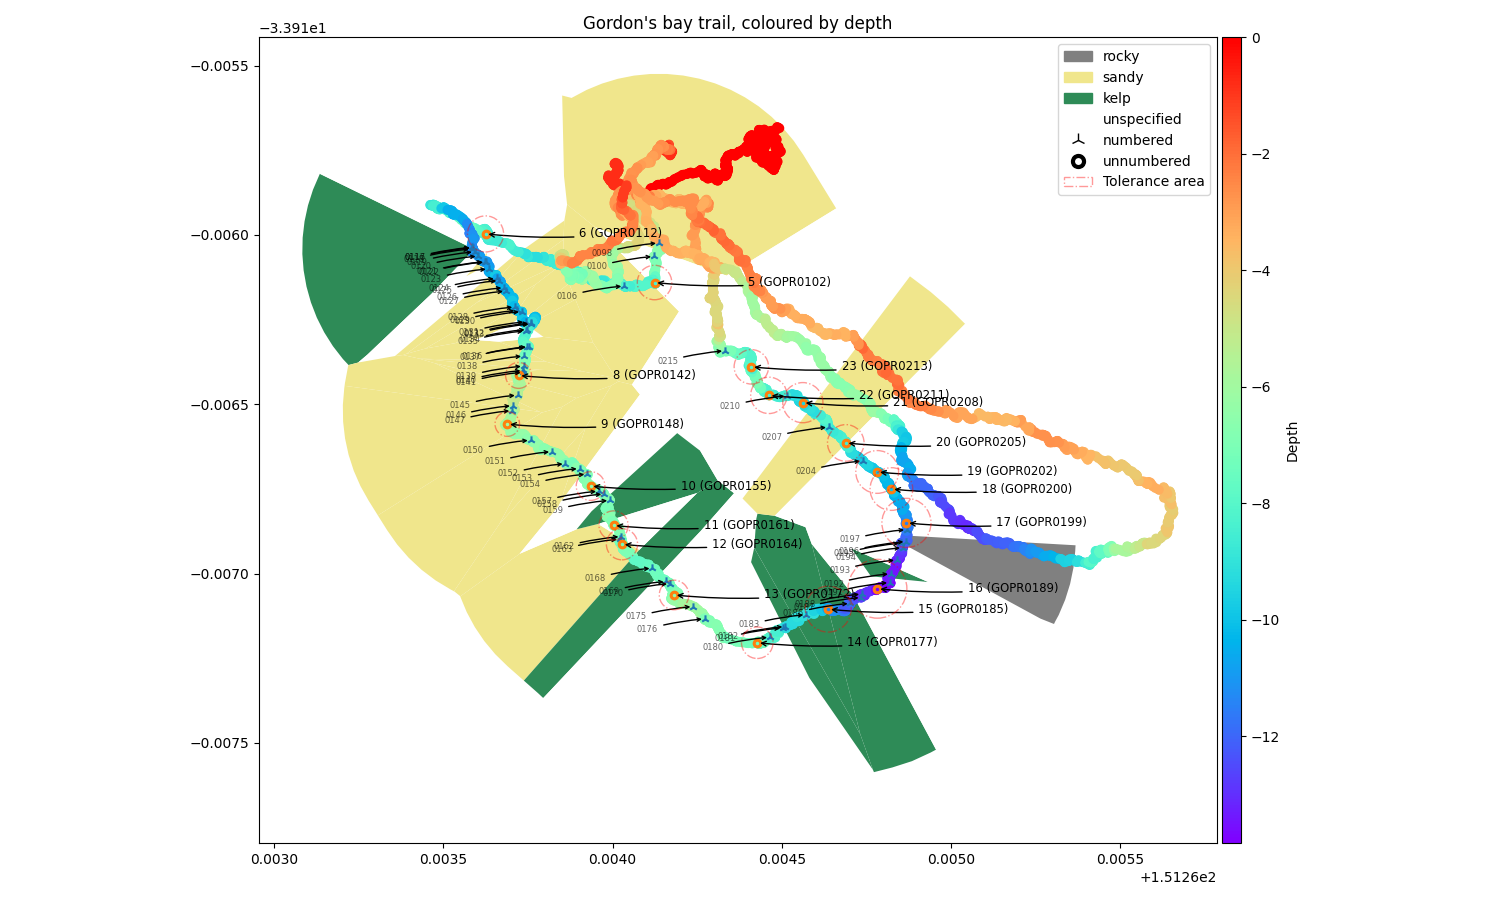 Gordon's bay trail, coloured by depth
−3.391e1
−0.0055
−0.0060
−0.0065
−0.0070
−0.0075
0.0030
0.0035
0.0040
0.0045
0.0050
0.0055
+1.5126e2
rocky
sandy
kelp
unspecified
numbered
unnumbered
Tolerance area
0
−2
−4
−6
−8
−10
−12
Depth
6 (GOPR0112)
0098
0100
5 (GOPR0102)
0106
0127
0138
0215
23 (GOPR0213)
8 (GOPR0142)
22 (GOPR0211)
21 (GOPR0208)
0145
0146
0147
0210
9 (GOPR0148)
0207
20 (GOPR0205)
0150
0151
0152
0153
0154
0204
19 (GOPR0202)
18 (GOPR0200)
10 (GOPR0155)
0159
17 (GOPR0199)
11 (GOPR0161)
12 (GOPR0164)
0162
0163
0197
0196
0194
0193
0192
0168
0170
16 (GOPR0189)
13 (GOPR0172)
15 (GOPR0185)
0175
0176
0183
0182
0180
14 (GOPR0177)